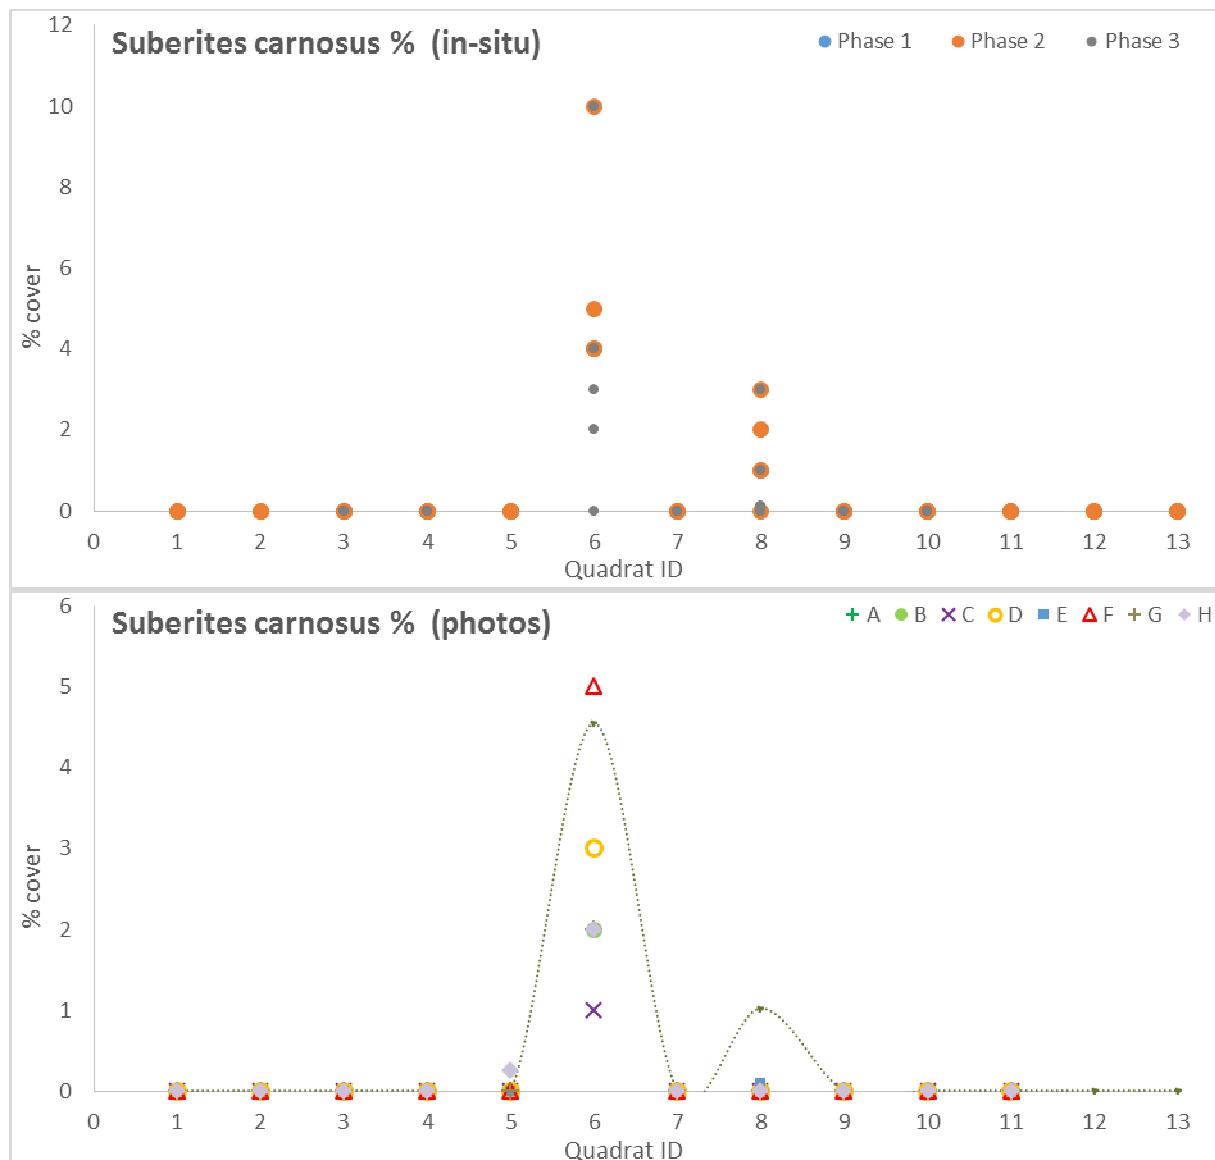 Suberites carnosus % (in-situ)
Phase 1 Phase 2 Phase 3
12
10
8
6
4
2
0
% cover
0 1 2 3 4 5 6 7 8 9 10 11 12 13
Quadrat ID
Suberites carnosus % (photos)
A B C D E F G H
6
5
4
3
2
1
0
% cover
0 1 2 3 4 5 6 7 8 9 10 11 12 13
Quadrat ID